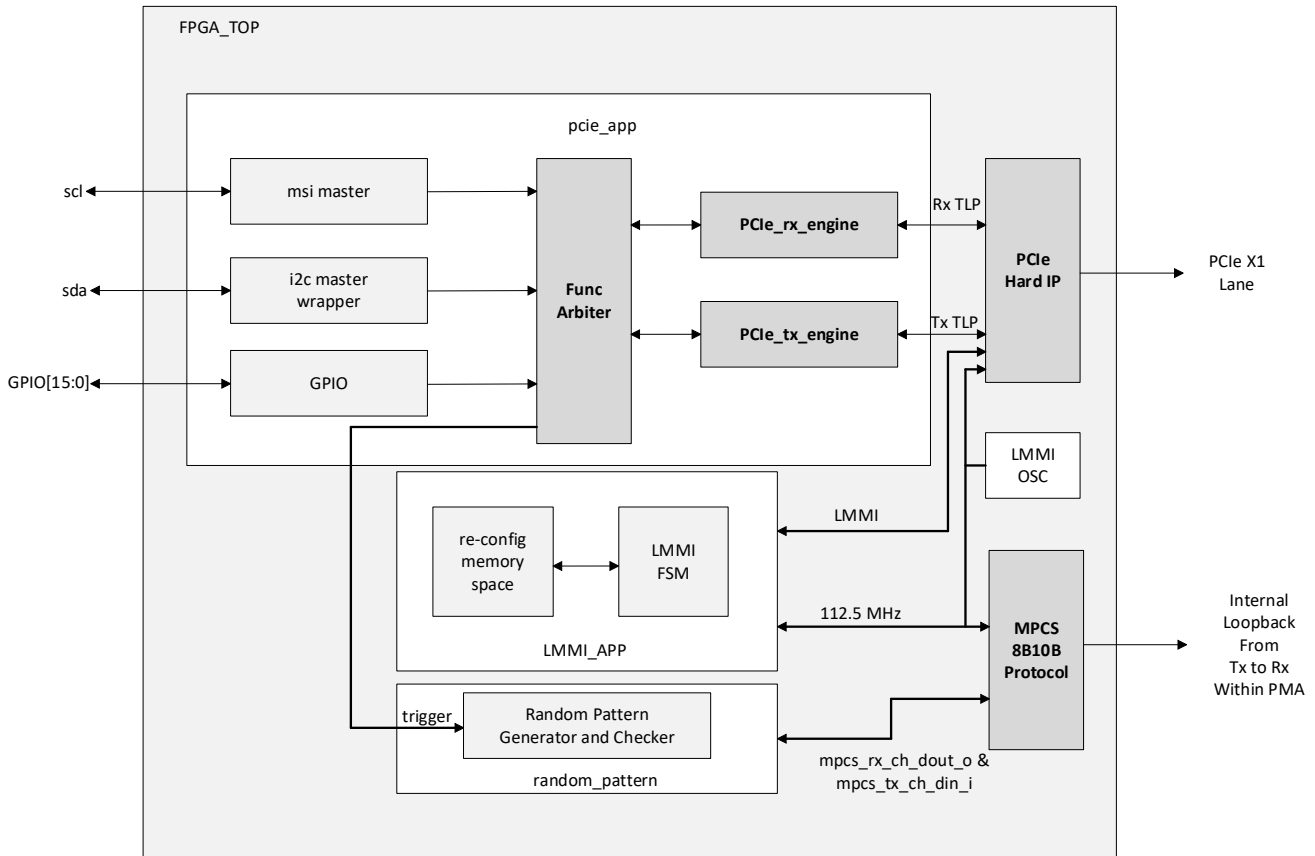 FPGA_TOP
pcie_app
scl
msi master
sda
i2c master
wrapper
GPIO[15:0]
GPIO
Func
Arbiter
PCIe_rx_engine
PCIe_tx_engine
Rx TLP
Tx TLP
PCIe
Hard IP
PCIe X1
Lane
LMMI
OSC
re-config
memory
space
LMMI
FSM
LMMI_APP
LMMI
112.5 MHz
MPCS
8B10B
Protocol
Internal
Loopback
From
Tx to Rx
Within PMA
trigger
Random Pattern
Generator and Checker
random_pattern
mpcs_rx_ch_dout_o &
mpcs_tx_ch_din_i